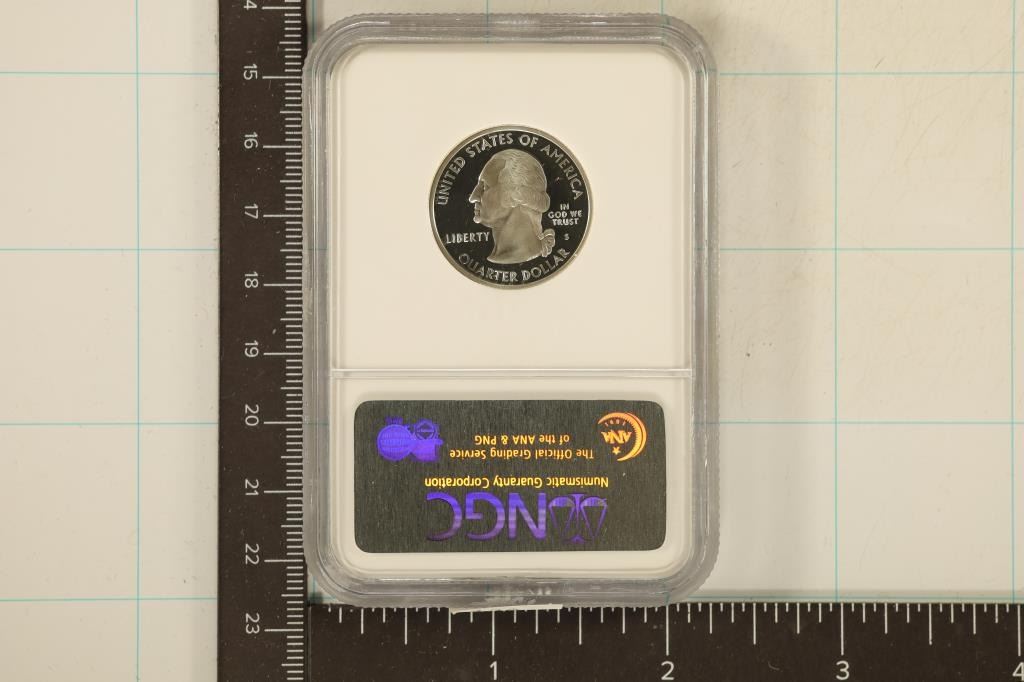 14
15
16
17
18
19
20
21
22
23
UNITED STATES OF AMERICA
LIBERTY
IN
GOD WE
TRUST
S
QUARTER DOLLAR
NGC
Numismatic Guaranty Corporation
The Official Grading Service
of the ANA & PNG
ANA
1891
1
2
3
4